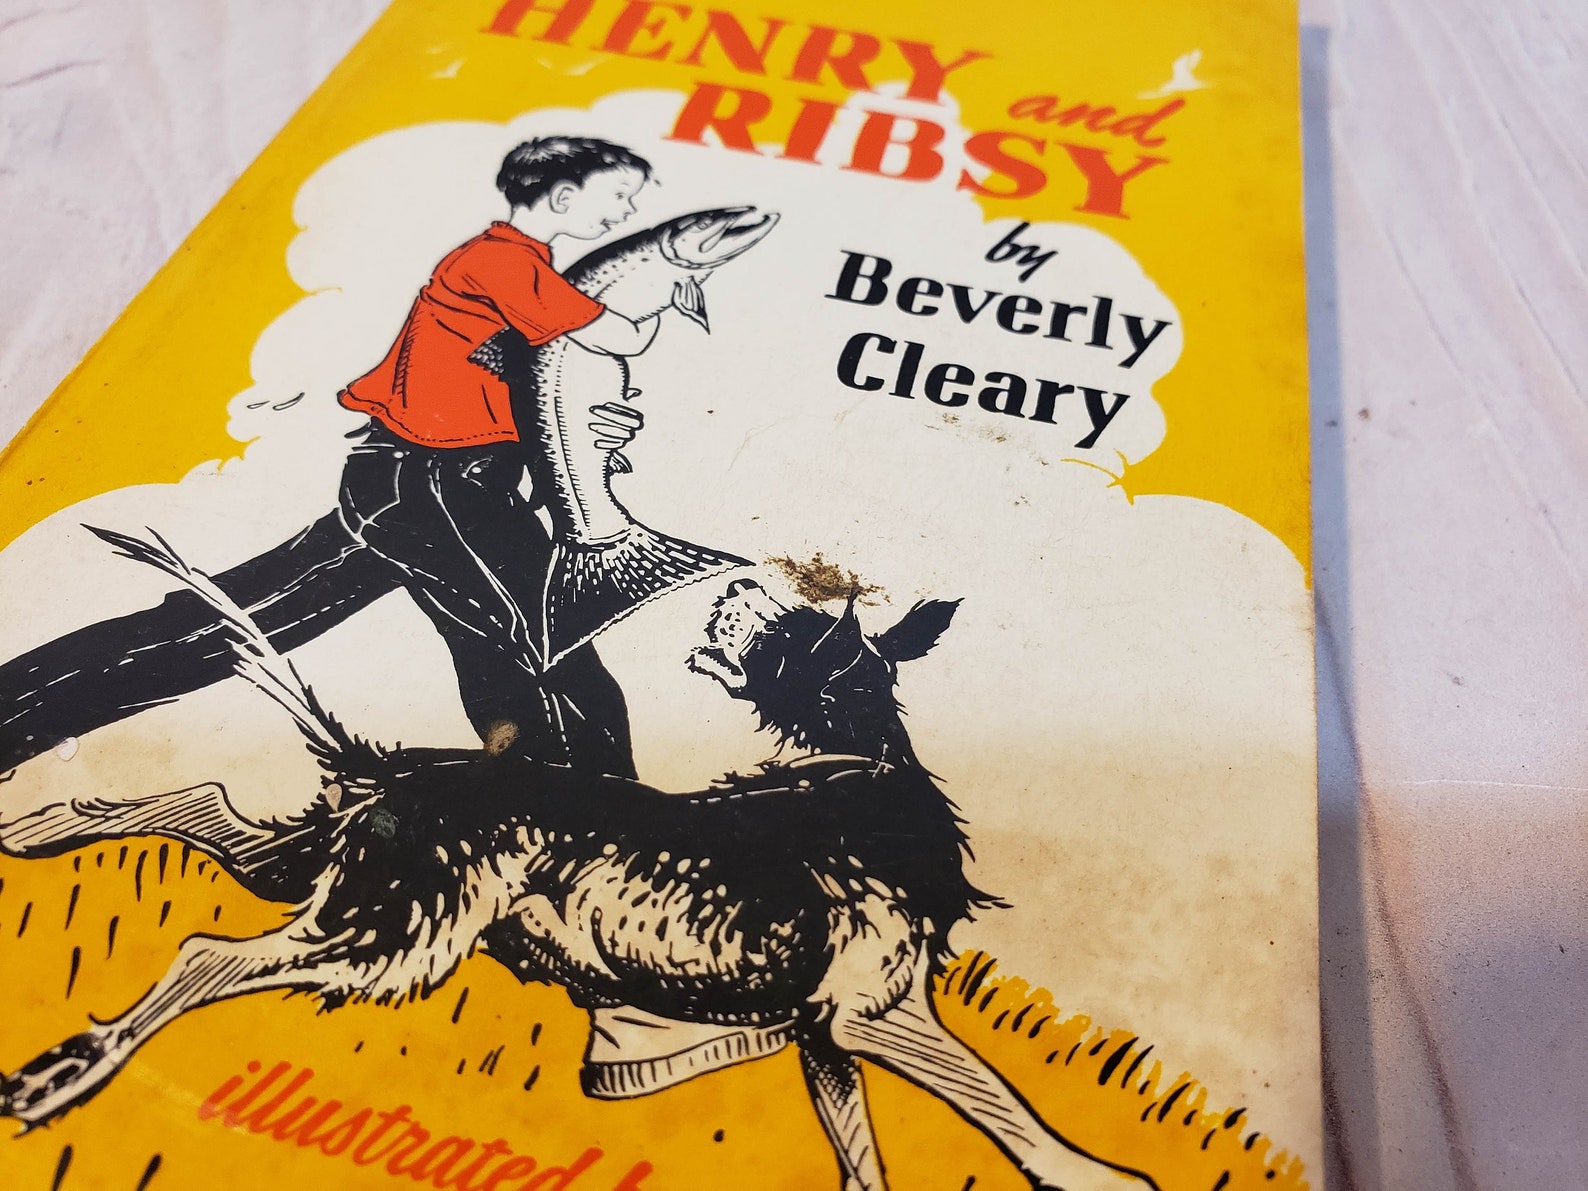 HENRY and
RIBSY
by
Beverly
Cleary
illustrated